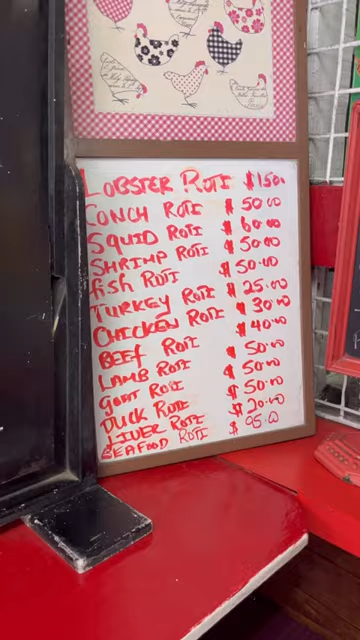 LOBSTER ROTI $150.00
CONCH ROTI $ 50.00
SQUID ROTI $ 60.00
SHRIMP ROTI $ 50.00
fish ROTI $ 50.00
TURKEY ROTI $ 25.00
CHICKEN ROTI $ 30.00
BEEF ROTI $ 40.00
LAMB ROTI $ 50.00
GOAT ROTI $ 50.00
DUCK ROTI $ 50.00
LIVER ROTI $ 20.00
SEAFOOD ROTI $ 95.00